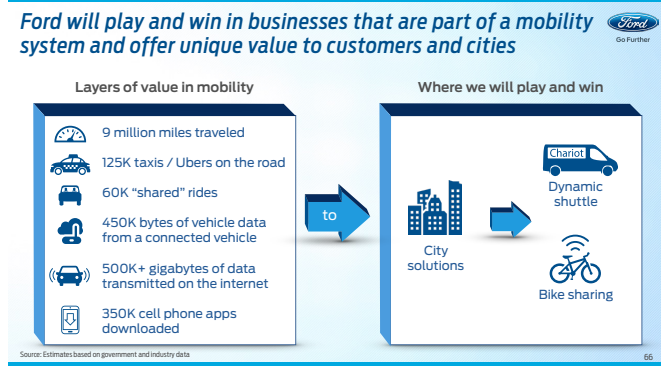 Ford will play and win in businesses that are part of a mobility
system and offer unique value to customers and cities
Ford
Go Further
Layers of value in mobility
9 million miles traveled
125K taxis / Ubers on the road
60K “shared” rides
450K bytes of vehicle data
from a connected vehicle
500K+ gigabytes of data
transmitted on the internet
350K cell phone apps
downloaded
to
Where we will play and win
City
solutions
Chariot
Dynamic
shuttle
Bike sharing
Source: Estimates based on government and industry data
66